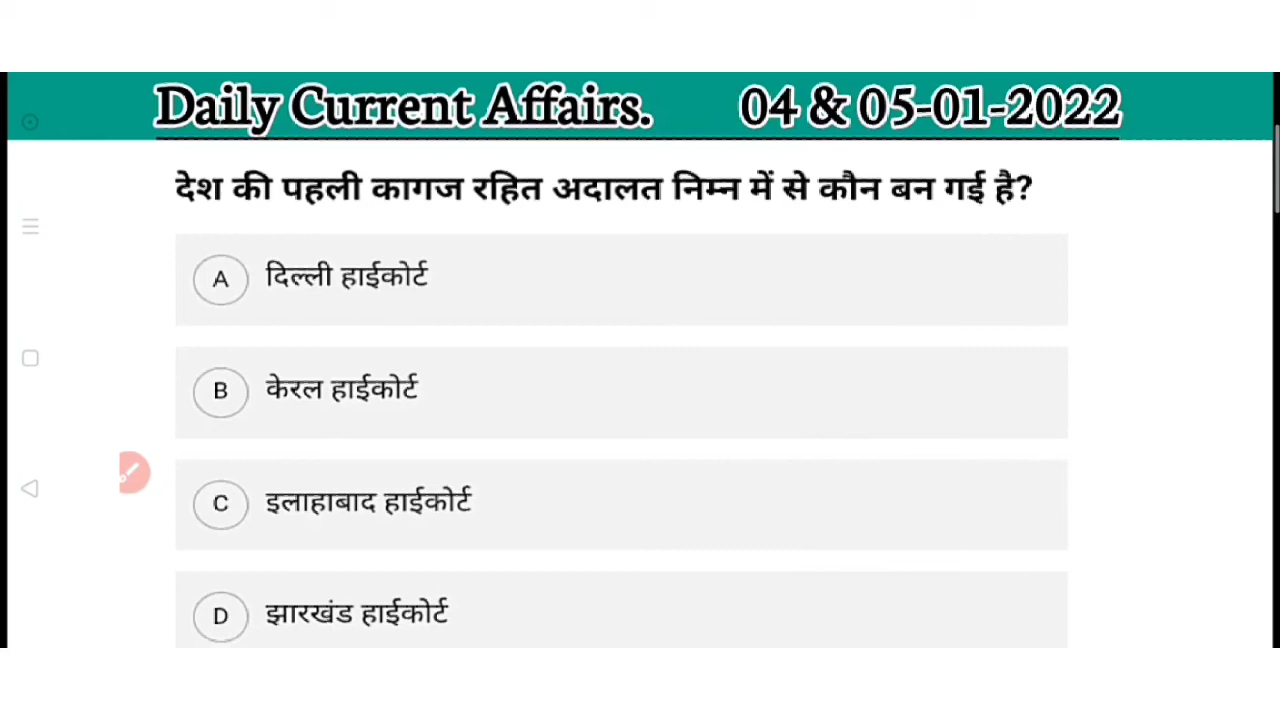 Daily Current Affairs. 04 & 05-01-2022
देश की पहली कागज रहित अदालत निम्न में से कौन बन गई है?
A दिल्ली हाईकोर्ट
B केरल हाईकोर्ट
C इलाहाबाद हाईकोर्ट
D झारखंड हाईकोर्ट